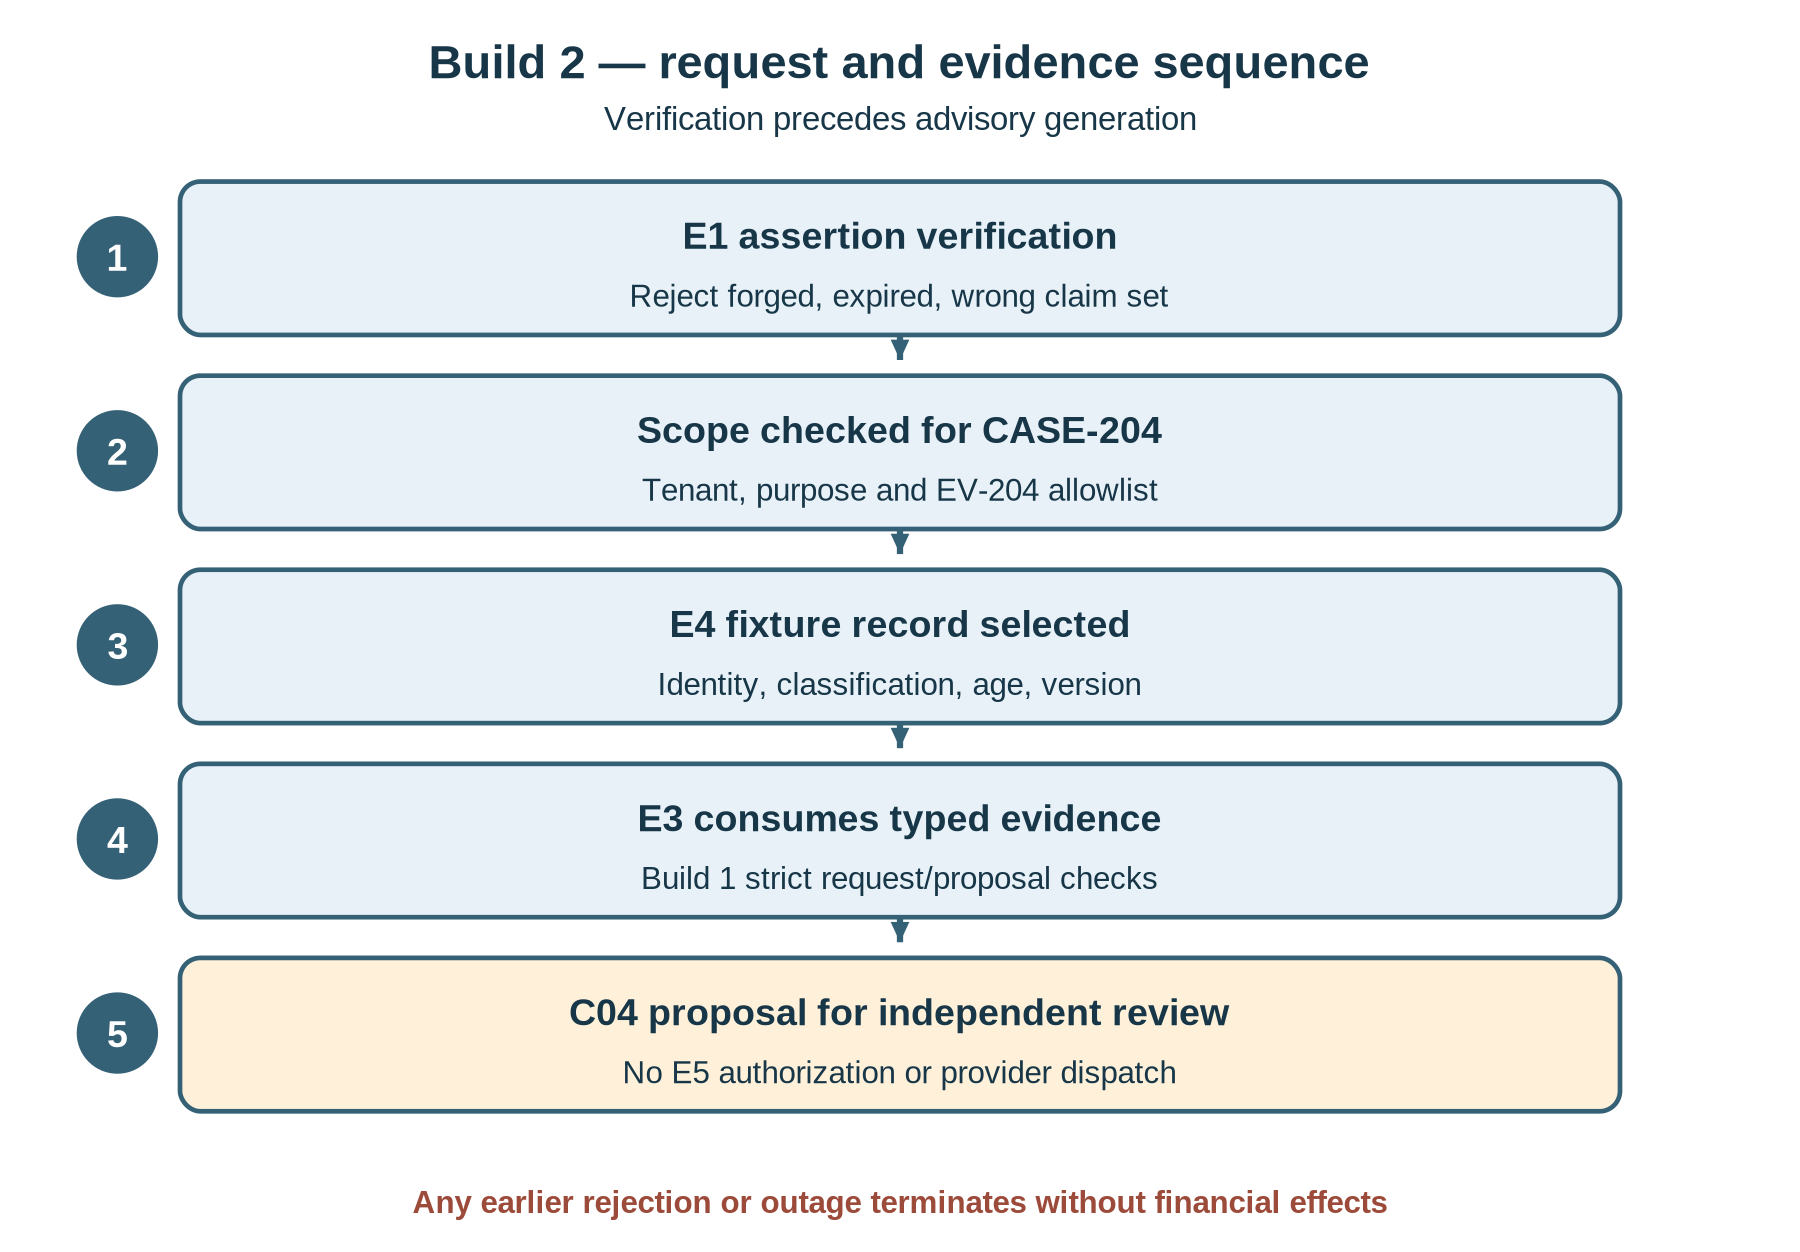 Build 2 — request and evidence sequence
Verification precedes advisory generation
1
E1 assertion verification
Reject forged, expired, wrong claim set
2
Scope checked for CASE-204
Tenant, purpose and EV-204 allowlist
3
E4 fixture record selected
Identity, classification, age, version
4
E3 consumes typed evidence
Build 1 strict request/proposal checks
5
C04 proposal for independent review
No E5 authorization or provider dispatch
Any earlier rejection or outage terminates without financial effects